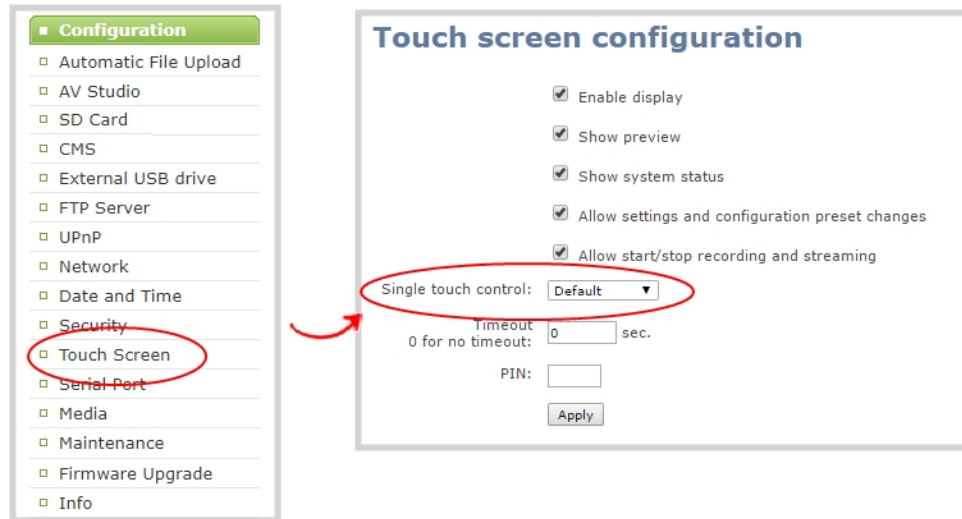 Configuration
Automatic File Upload
AV Studio
SD Card
CMS
External USB drive
FTP Server
UPnP
Network
Date and Time
Security
Touch Screen
Serial Port
Media
Maintenance
Firmware Upgrade
Info
Touch screen configuration
Enable display
Show preview
Show system status
Allow settings and configuration preset changes
Allow start/stop recording and streaming
Single touch control: Default
Timeout
0 for no timeout: 0 sec.
PIN:
Apply